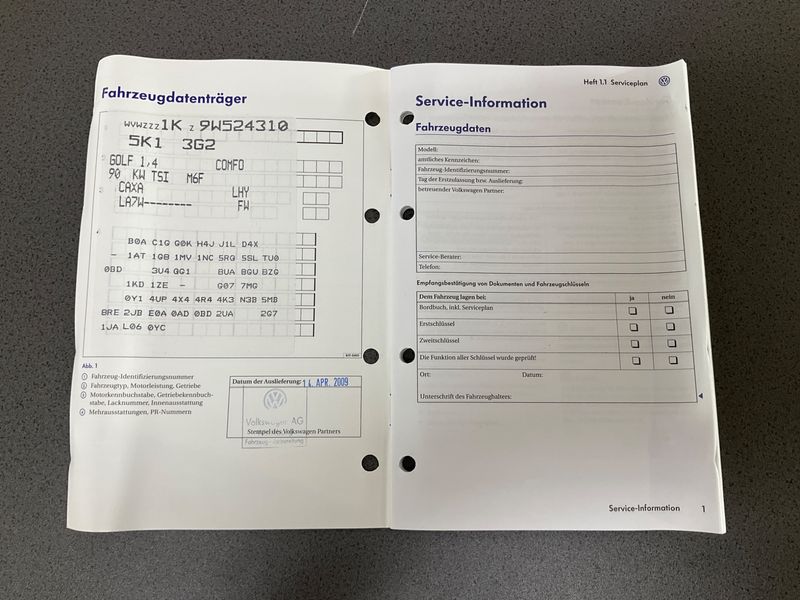 Fahrzeugdatenträger
WVWZZZ1K Z 9W524310
5K1 3G2
GOLF 1,4 COMFO
90 KW TSI M6F
CAXA LHY
LA7W-------- FW
B0A C1G G0K H4J J1L D4X
- 1AT 1GB 1MV 1NC 5RG 5SL TU0
0BD 3U4 GG1 BUA BGU BZG
1KD 1ZE - G07 7MG
0Y1 4UP 4X4 4R4 4K3 N3B 5MB
BRE 2JB E0A 0AD 0BD 2UA 2G7
1JA L06 0YC
Abb. 1
1 Fahrzeug-Identifizierungsnummer
2 Fahrzeugtyp, Motorleistung, Getriebe
3 Motorkennbuchstabe, Getriebekennbuch-
stabe, Lacknummer, Innenausstattung
4 Mehrausstattungen, PR-Nummern
Datum der Auslieferung: 14. APR. 2009
Volkswagen AG
Stempel des Volkswagen Partners
Heft 1.1 Serviceplan
Service-Information
Fahrzeugdaten
Modell:
amtliches Kennzeichen:
Fahrzeug-Identifizierungsnummer:
Tag der Erstzulassung bzw. Auslieferung:
betreuender Volkswagen Partner:
Service-Berater:
Telefon:
Empfangsbestätigung von Dokumenten und Fahrzeugschlüsseln
Dem Fahrzeug lagen bei: ja nein
Bordbuch, inkl. Serviceplan
Erstschlüssel
Zweitschlüssel
Die Funktion aller Schlüssel wurde geprüft!
Ort: Datum:
Unterschrift des Fahrzeughalters:
Service-Information 1